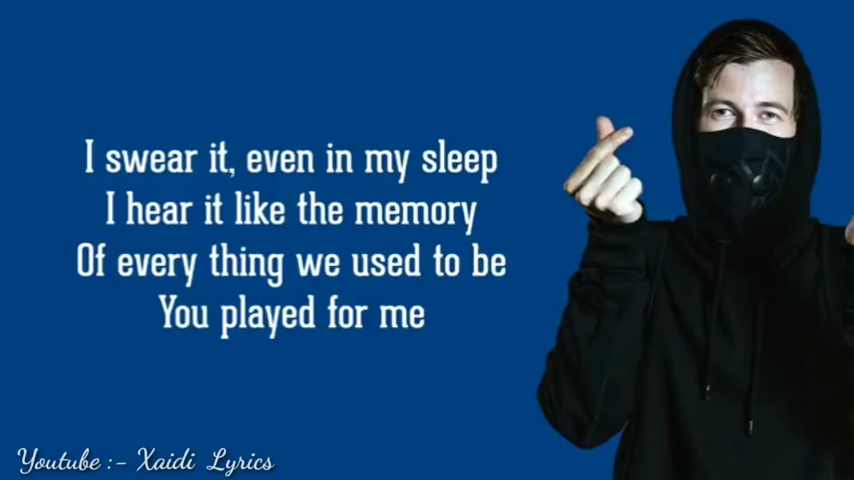 I swear it, even in my sleep
I hear it like the memory
Of every thing we used to be
You played for me
Youtube :- Xaidi Lyrics